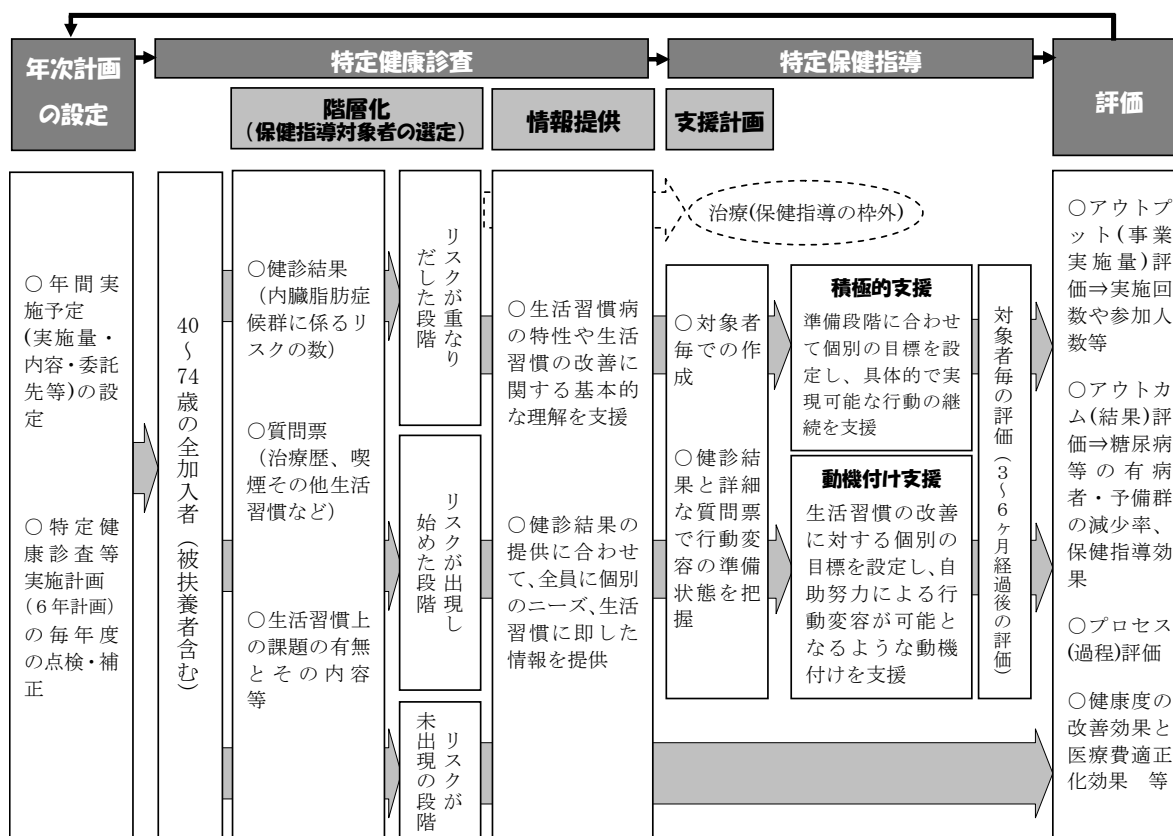 年次計画
の設定
特定健康診査
特定保健指導
評価
階層化
（保健指導対象者の選定）
情報提供
支援計画
○年間実
施予定
(実施量・
内容・委託
先等)の設
定
○特定健
康診査等
実施計画
（６年計画）
の毎年度
の点検・補
正
40～74歳の全加入者（被扶養者含む）
○健診結果
（内臓脂肪症
候群に係るリ
スクの数）
○質問票
（治療歴、喫
煙その他生活
習慣など）
○生活習慣上
の課題の有無
とその内容
等
リスクが重なり
だした段階
リスクが出現し
始めた段階
リスクが
未出現の段階
○生活習慣病
の特性や生活
習慣の改善に
関する基本的
な理解を支援
○健診結果の
提供に合わせ
て、全員に個別
のニーズ、生活
習慣に即した
情報を提供
治療(保健指導の枠外)
○対象者
毎での作
成
○健診結
果と詳細
な質問票
で行動変
容の準備
状態を把
握
積極的支援
準備段階に合わせ
て個別の目標を設
定し、具体的で実
現可能な行動の継
続を支援
動機付け支援
生活習慣の改善
に対する個別の
目標を設定し、自
助努力による行
動変容が可能と
なるような動機
付けを支援
対象者毎の評価（３～６ヶ月経過後の評価）
○アウトプ
ット(事業
実施量)評
価⇒実施回
数や参加人
数等
○アウトカ
ム(結果)評
価⇒糖尿病
等の有病
者・予備群
の減少率、
保健指導効
果
○プロセス
(過程)評価
○健康度の
改善効果と
医療費適正
化効果　等